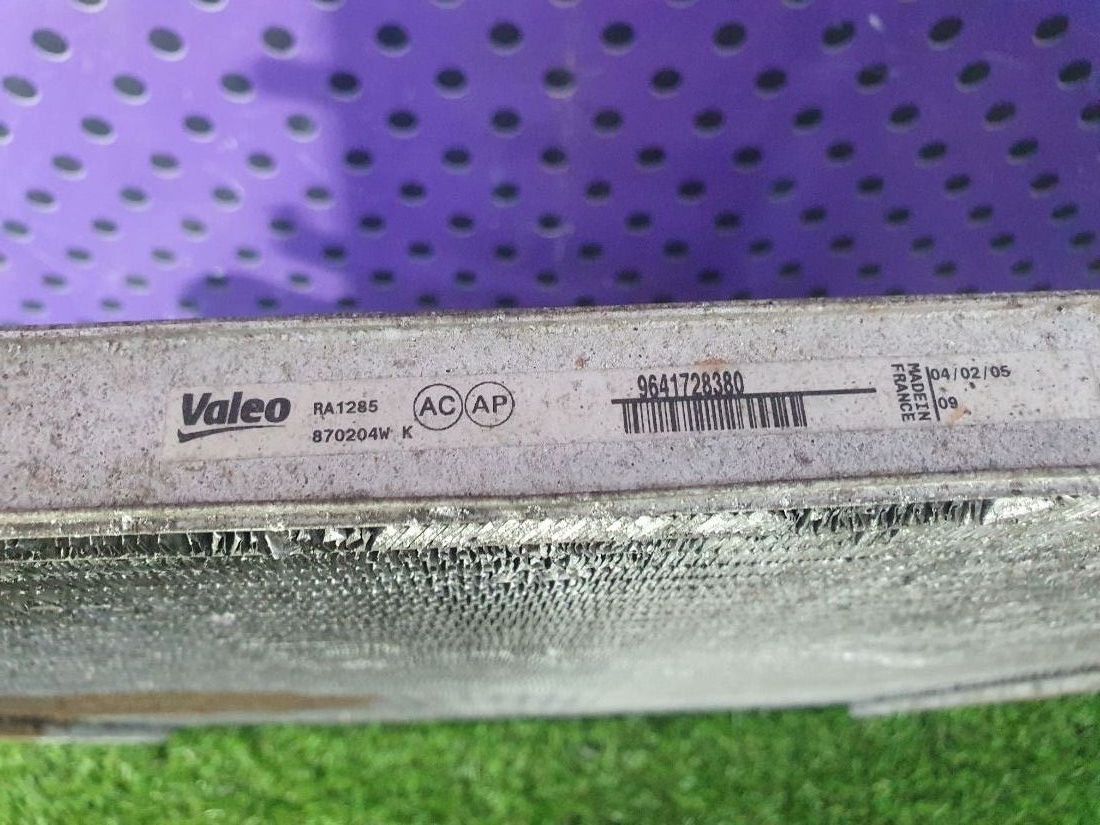 Valeo
RA1285
870204W K
AC AP
9641728380
MADE IN
FRANCE
04/02/05
09